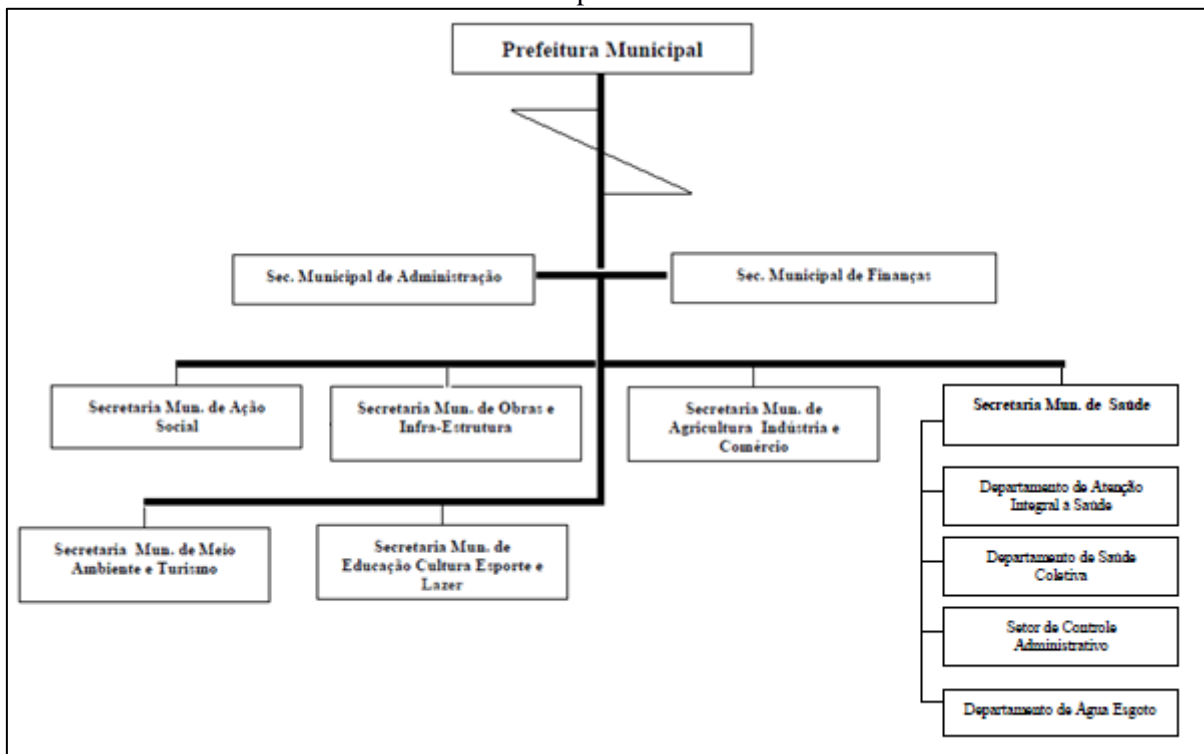 Prefeitura Municipal
Sec. Municipal de Administração
Sec. Municipal de Finanças
Secretaria Mun. de Ação
Social
Secretaria Mun. de Obras e
Infra-Estrutura
Secretaria Mun. de
Agricultura Indústria e
Comércio
Secretaria Mun. de Saúde
Departamento de Atenção
Integral à Saúde
Departamento de Saúde
Coletiva
Setor de Controle
Administrativo
Departamento de Agua Esgoto
Secretaria Mun. de Meio
Ambiente e Turismo
Secretaria Mun. de
Educação Cultura Esporte e
Lazer